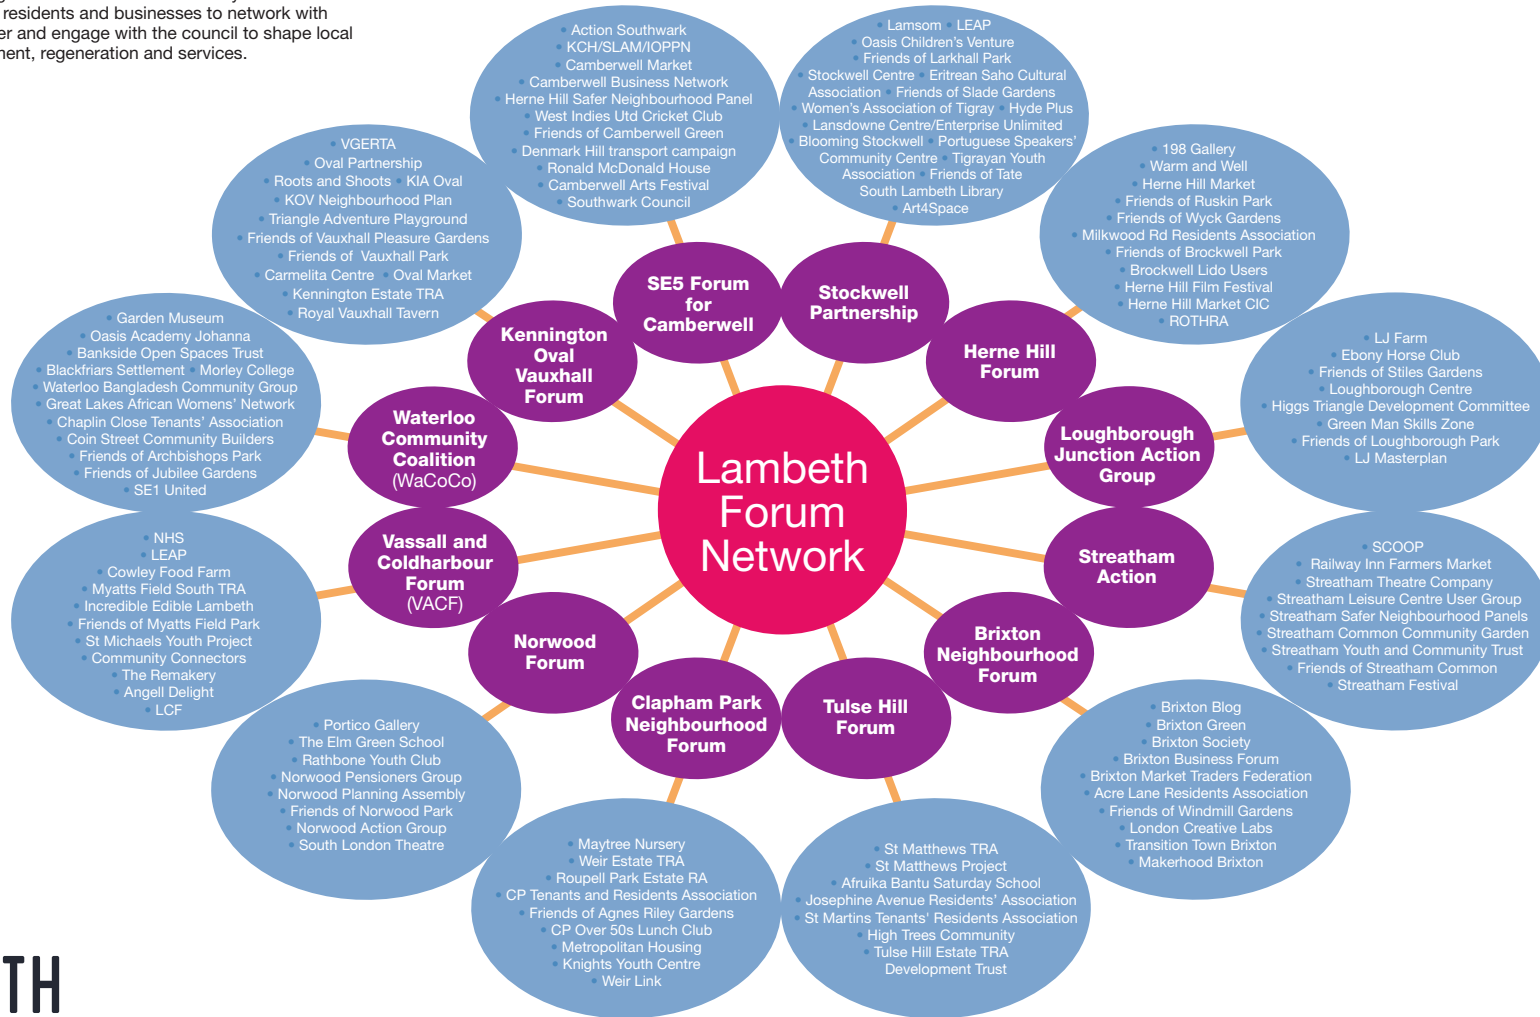 residents and businesses to network with
and engage with the council to shape local
regeneration and services.
• Action Southwark
• KCH/SLAM/IOPPN
• Camberwell Market
• Camberwell Business Network
• Herne Hill Safer Neighbourhood Panel
• West Indies Utd Cricket Club
• Friends of Camberwell Green
• Denmark Hill transport campaign
• Ronald McDonald House
• Camberwell Arts Festival
• Southwark Council
• Lamsom • LEAP
• Oasis Children's Venture
• Friends of Larkhall Park
• Stockwell Centre • Eritrean Saho Cultural
Association • Friends of Slade Gardens
• Women's Association of Tigray • Hyde Plus
• Lansdowne Centre/Enterprise Unlimited
• Blooming Stockwell • Portuguese Speakers'
Community Centre • Tigrayan Youth
Association • Friends of Tate
South Lambeth Library
• Art4Space
• VGERTA
• Oval Partnership
• Roots and Shoots • KIA Oval
• KOV Neighbourhood Plan
• Triangle Adventure Playground
• Friends of Vauxhall Pleasure Gardens
• Friends of Vauxhall Park
• Carmelita Centre • Oval Market
• Kennington Estate TRA
• Royal Vauxhall Tavern
• 198 Gallery
• Warm and Well
• Herne Hill Market
• Friends of Ruskin Park
• Friends of Wyck Gardens
• Milkwood Rd Residents Association
• Friends of Brockwell Park
• Brockwell Lido Users
• Herne Hill Film Festival
• Herne Hill Market CIC
• ROTHRA
SE5 Forum
for
Camberwell
Stockwell
Partnership
Kennington
Oval
Vauxhall
Forum
Herne Hill
Forum
• Garden Museum
• Oasis Academy Johanna
• Bankside Open Spaces Trust
• Blackfriars Settlement • Morley College
• Waterloo Bangladesh Community Group
• Great Lakes African Womens' Network
• Chaplin Close Tenants' Association
• Coin Street Community Builders
• Friends of Archbishops Park
• Friends of Jubilee Gardens
• SE1 United
Waterloo
Community
Coalition
(WaCoCo)
Loughborough
Junction Action
Group
• LJ Farm
• Ebony Horse Club
• Friends of Stiles Gardens
• Loughborough Centre
• Higgs Triangle Development Committee
• Green Man Skills Zone
• Friends of Loughborough Park
• LJ Masterplan
Lambeth
Forum
Network
• NHS
• LEAP
• Cowley Food Farm
• Myatts Field South TRA
• Incredible Edible Lambeth
• Friends of Myatts Field Park
• St Michaels Youth Project
• Community Connectors
• The Remakery
• Angell Delight
• LCF
Vassall and
Coldharbour
Forum
(VACF)
Streatham
Action
• SCOOP
• Railway Inn Farmers Market
• Streatham Theatre Company
• Streatham Leisure Centre User Group
• Streatham Safer Neighbourhood Panels
• Streatham Common Community Garden
• Streatham Youth and Community Trust
• Friends of Streatham Common
• Streatham Festival
Norwood
Forum
Brixton
Neighbourhood
Forum
Clapham Park
Neighbourhood
Forum
Tulse Hill
Forum
• Portico Gallery
• The Elm Green School
• Rathbone Youth Club
• Norwood Pensioners Group
• Norwood Planning Assembly
• Friends of Norwood Park
• Norwood Action Group
• South London Theatre
• Brixton Blog
• Brixton Green
• Brixton Society
• Brixton Business Forum
• Brixton Market Traders Federation
• Acre Lane Residents Association
• Friends of Windmill Gardens
• London Creative Labs
• Transition Town Brixton
• Makerhood Brixton
• Maytree Nursery
• Weir Estate TRA
• Roupell Park Estate RA
• CP Tenants and Residents Association
• Friends of Agnes Riley Gardens
• CP Over 50s Lunch Club
• Metropolitan Housing
• Knights Youth Centre
• Weir Link
• St Matthews TRA
• St Matthews Project
• Afruika Bantu Saturday School
• Josephine Avenue Residents' Association
• St Martins Tenants' Residents Association
• High Trees Community
• Tulse Hill Estate TRA
Development Trust
TH